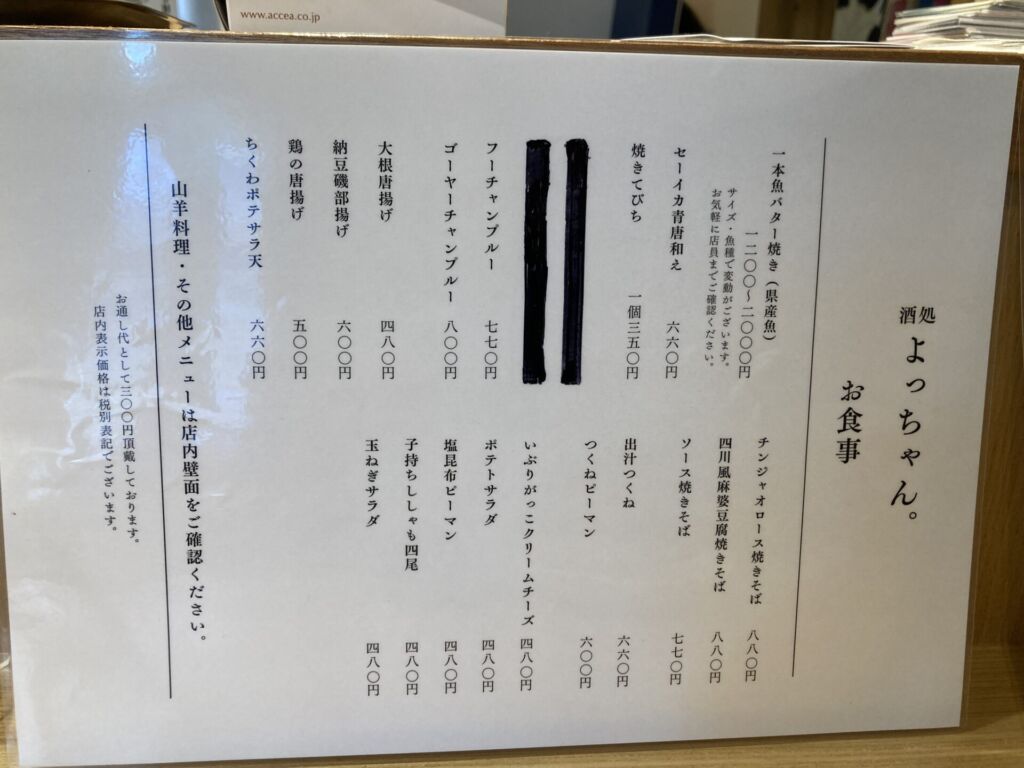 www.accea.co.jp
酒処
よっちゃん。
お食事
一本魚バター焼き（県産魚）
一二〇〇〜二〇〇〇円
サイズ・魚種で変動がございます。
お気軽に店員までご確認ください。
セーイカ青唐和え 六六〇円
焼きてびち 一個三五〇円
フーチャンプルー 七七〇円
ゴーヤーチャンプルー 八〇〇円
大根唐揚げ 四八〇円
納豆磯部揚げ 六〇〇円
鶏の唐揚げ 五〇〇円
ちくわポテサラ天 六六〇円
チンジャオロース焼きそば 八八〇円
四川風麻婆豆腐焼きそば 八八〇円
ソース焼きそば 七七〇円
出汁つくね 六六〇円
つくねピーマン 六〇〇円
いぶりがっこクリームチーズ 四八〇円
ポテトサラダ 四八〇円
塩昆布ピーマン 四八〇円
子持ちししゃも四尾 四八〇円
玉ねぎサラダ 四八〇円
山羊料理・その他メニューは店内壁面をご確認ください。
お通し代として三〇〇円頂戴しております。
店内表示価格は税別表記でございます。